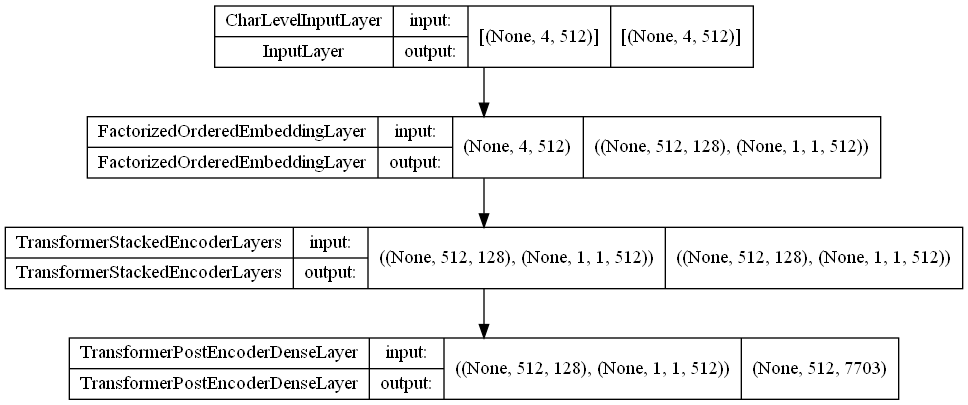 CharLevelInputLayer input: [(None, 4, 512)] [(None, 4, 512)]
InputLayer output:
FactorizedOrderedEmbeddingLayer input: (None, 4, 512) ((None, 512, 128), (None, 1, 1, 512))
FactorizedOrderedEmbeddingLayer output:
TransformerStackedEncoderLayers input: ((None, 512, 128), (None, 1, 1, 512)) ((None, 512, 128), (None, 1, 1, 512))
TransformerStackedEncoderLayers output:
TransformerPostEncoderDenseLayer input: ((None, 512, 128), (None, 1, 1, 512)) (None, 512, 7703)
TransformerPostEncoderDenseLayer output: